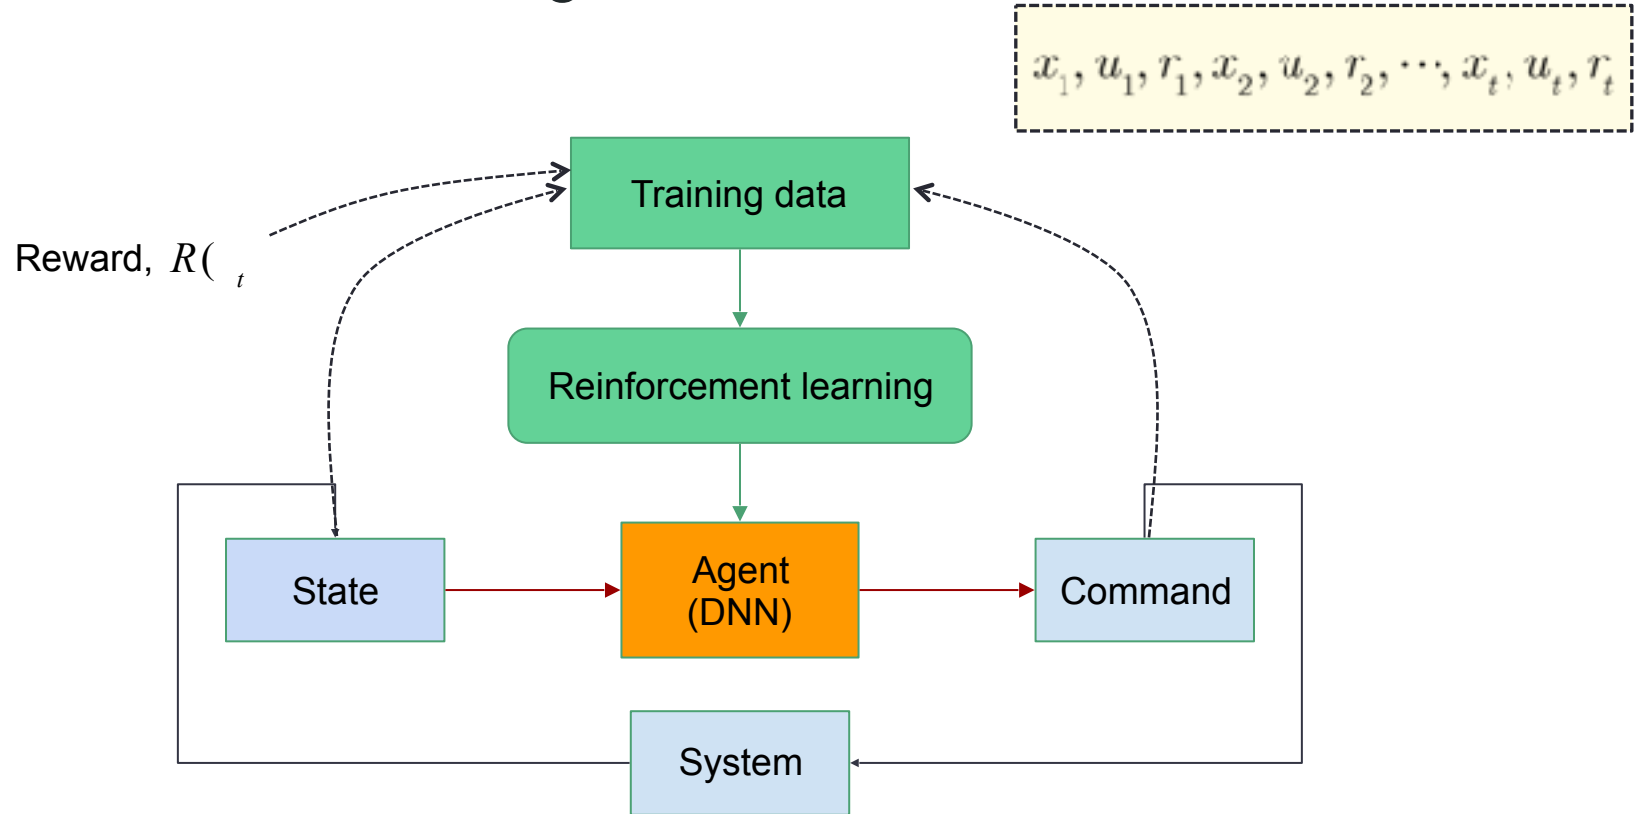 x₁, u₁, r₁, x₂, u₂, r₂, ⋯, xₜ, uₜ, rₜ
Training data
Reward, R( ₜ
Reinforcement learning
State
Agent
(DNN)
Command
System